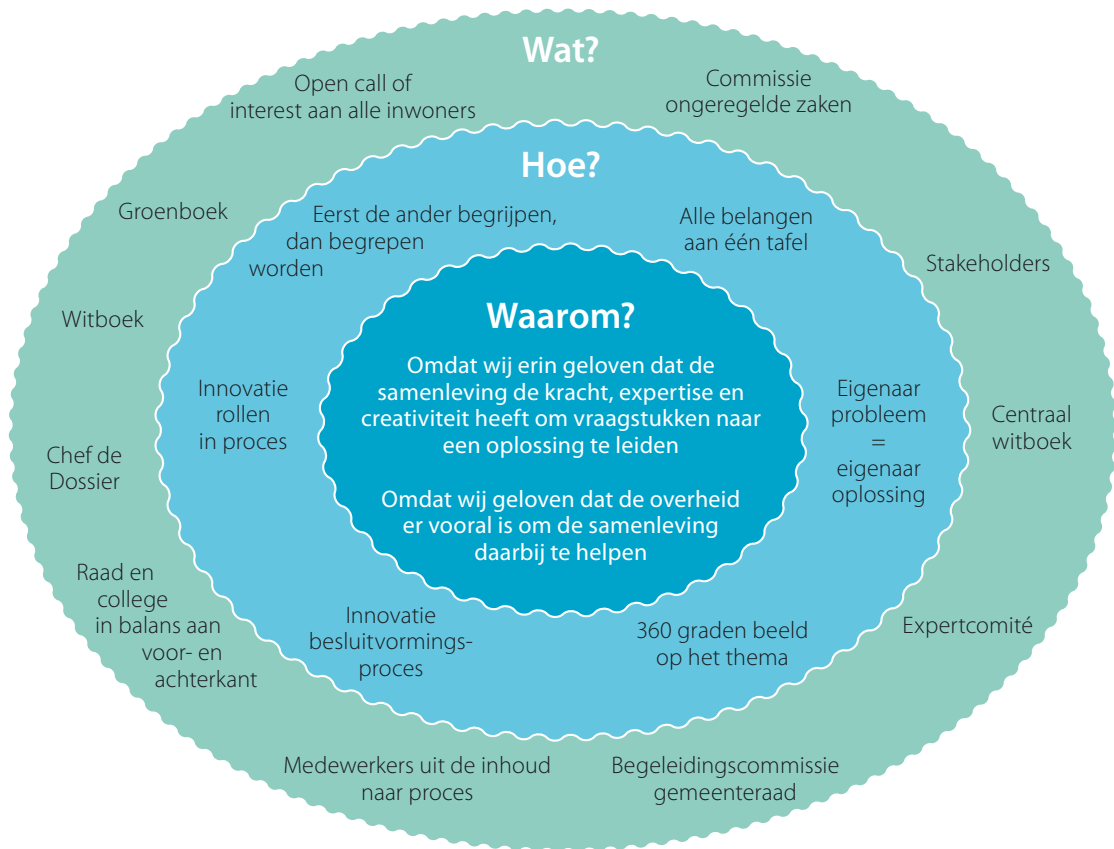 Wat?
Open call of
interest aan alle inwoners
Commissie
ongeregelde zaken
Groenboek
Witboek
Chef de
Dossier
Raad en
college
in balans aan
voor- en
achterkant
Medewerkers uit de inhoud
naar proces
Begeleidingscommissie
gemeenteraad
Expertcomité
Centraal
witboek
Stakeholders
Hoe?
Eerst de ander begrijpen,
dan begrepen
worden
Alle belangen
aan één tafel
Innovatie
rollen
in proces
Eigenaar
probleem
=
eigenaar
oplossing
Innovatie
besluitvormings-
proces
360 graden beeld
op het thema
Waarom?
Omdat wij erin geloven dat de
samenleving de kracht, expertise en
creativiteit heeft om vraagstukken naar
een oplossing te leiden
Omdat wij geloven dat de overheid
er vooral is om de samenleving
daarbij te helpen